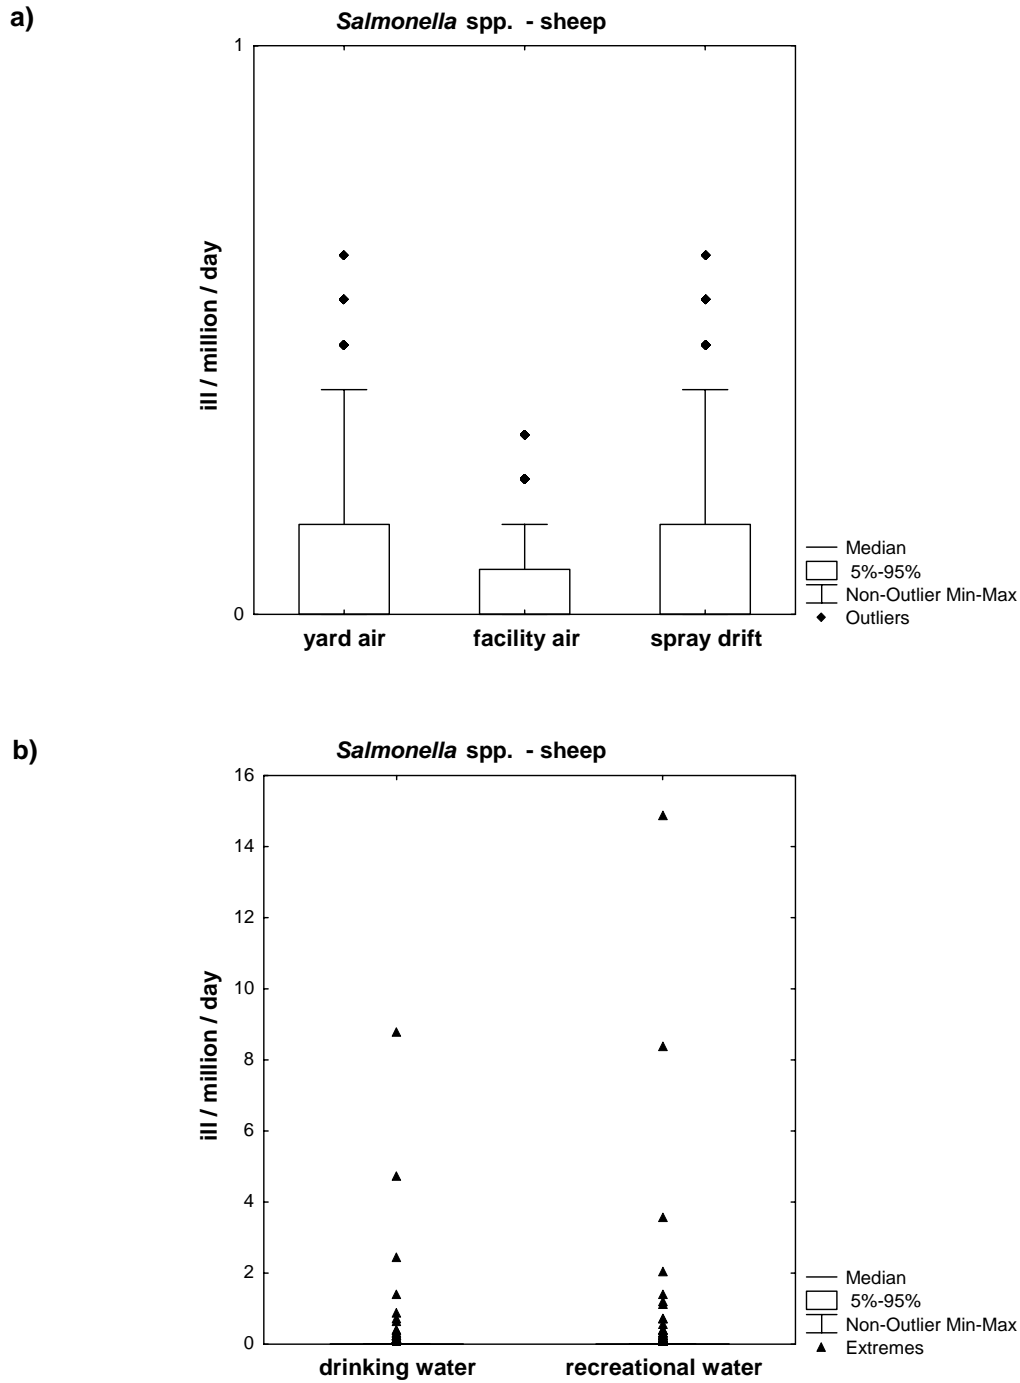 a)
Salmonella spp. - sheep
1
ill / million / day
0
yard air facility air spray drift
Median
5%-95%
Non-Outlier Min-Max
Outliers
b)
Salmonella spp. - sheep
16
14
12
10
8
6
4
2
0
ill / million / day
drinking water recreational water
Median
5%-95%
Non-Outlier Min-Max
Extremes